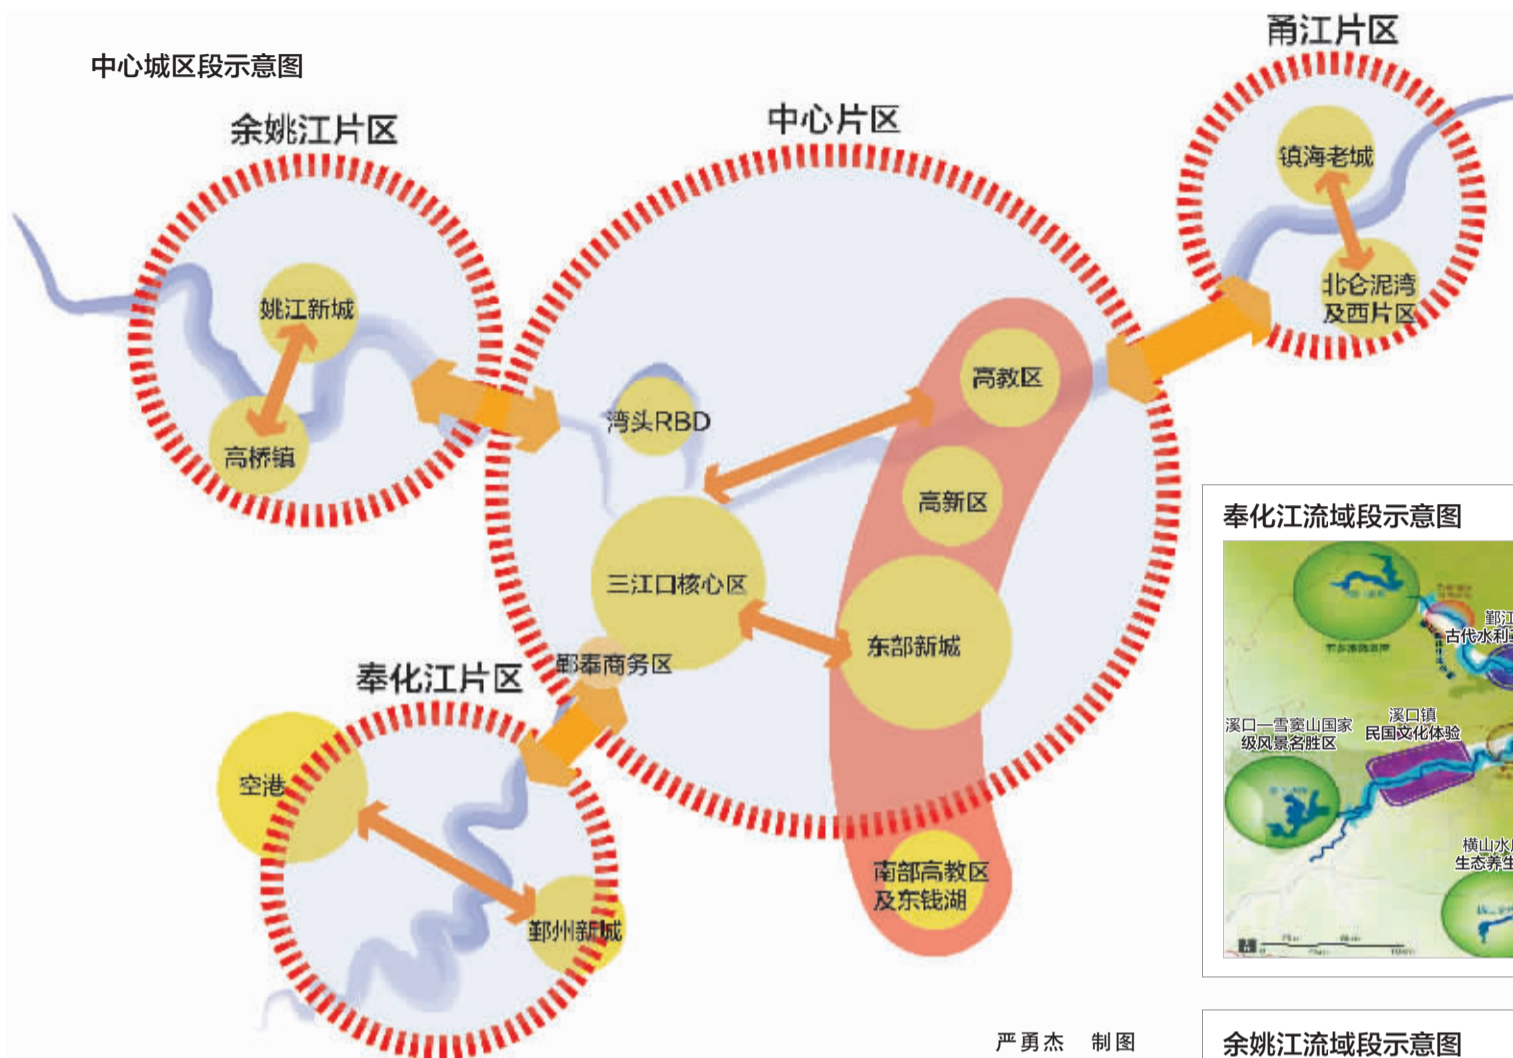 中心城区段示意图
甬江片区
镇海老城
北仑泥湾
及西片区
余姚江片区
姚江新城
高桥镇
中心片区
高教区
湾头RBD
高新区
三江口核心区
东部新城
鄞奉商务区
南部高教区
及东钱湖
奉化江片区
空港
鄞州新城
严勇杰 制图
奉化江流域段示意图
鄞江
古代水利
溪口—雪窦山国家
级风景名胜区
溪口镇
民国文化体验
横山水
生态养生
余姚江流域段示意图